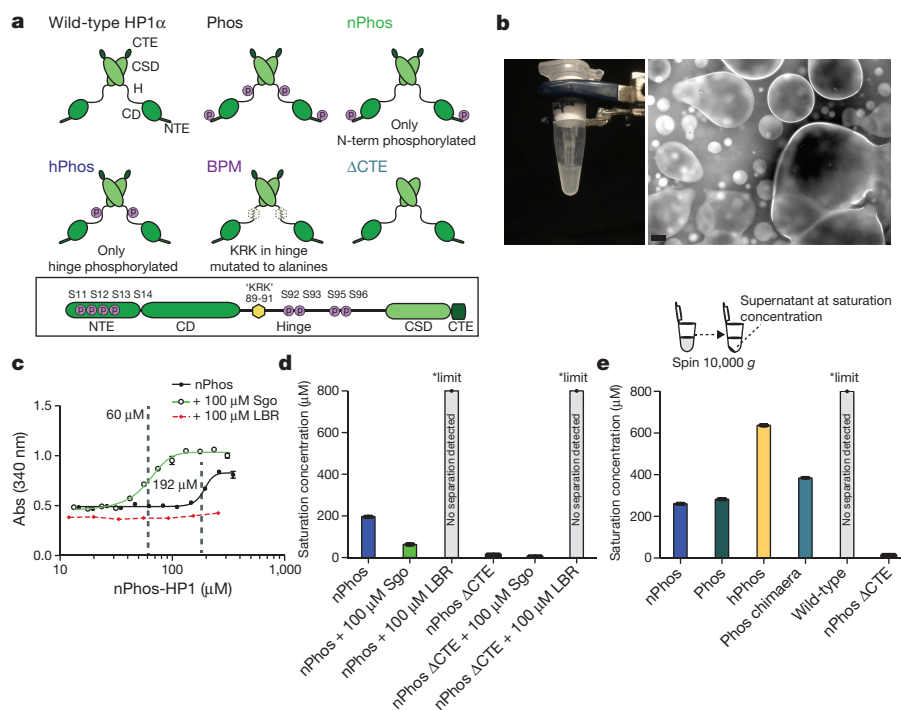 a
Wild-type HP1α
CTE
CSD
H
CD
NTE
Phos
P
P
P
P
nPhos
P
P
Only
N-term phosphorylated
hPhos
P
P
Only
hinge phosphorylated
BPM
KRK in hinge
mutated to alanines
ΔCTE
S11 S12 S13 S14
'KRK'
89-91
S92 S93
S95 S96
P P P P
P P
P P
NTE
CD
Hinge
CSD
CTE
b
c
nPhos
+ 100 µM Sgo
+ 100 µM LBR
60 µM
192 µM
Abs (340 nm)
1.5
1.0
0.5
0.0
10
100
1,000
nPhos-HP1 (µM)
d
Saturation concentration (µM)
800
600
400
200
0
*limit
*limit
No separation detected
No separation detected
nPhos
nPhos + 100 µM Sgo
nPhos + 100 µM LBR
nPhos ΔCTE
nPhos ΔCTE + 100 µM Sgo
nPhos ΔCTE + 100 µM LBR
Supernatant at saturation
concentration
Spin 10,000 g
e
Saturation concentration (µM)
800
600
400
200
0
*limit
No separation detected
nPhos
Phos
hPhos
Phos chimaera
Wild-type
nPhos ΔCTE